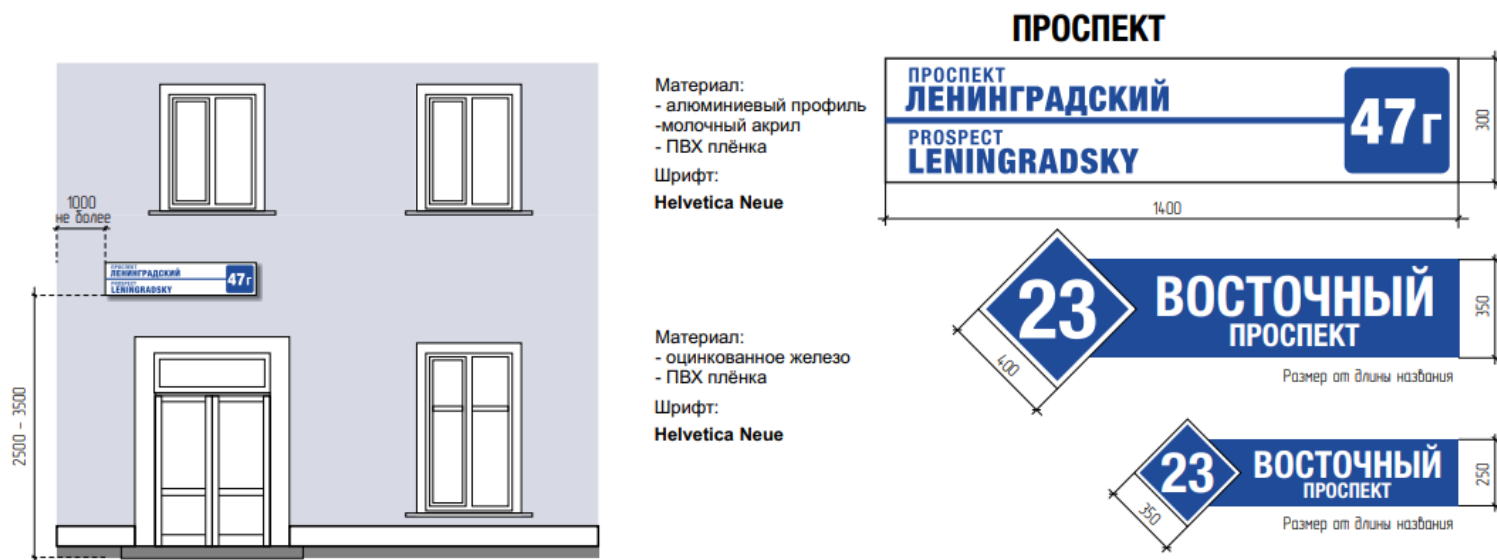 ПРОСПЕКТ
1000
не более
ПРОСПЕКТ
ЛЕНИНГРАДСКИЙ
PROSPECT
LENINGRADSKY
47г
2500 – 3500
Материал:
- алюминиевый профиль
-молочный акрил
- ПВХ плёнка
Шрифт:
Helvetica Neue
ПРОСПЕКТ
ЛЕНИНГРАДСКИЙ
PROSPECT
LENINGRADSKY
47г
300
1400
Материал:
- оцинкованное железо
- ПВХ плёнка
Шрифт:
Helvetica Neue
23
ВОСТОЧНЫЙ
ПРОСПЕКТ
350
400
Размер от длины названия
23
ВОСТОЧНЫЙ
ПРОСПЕКТ
250
350
Размер от длины названия